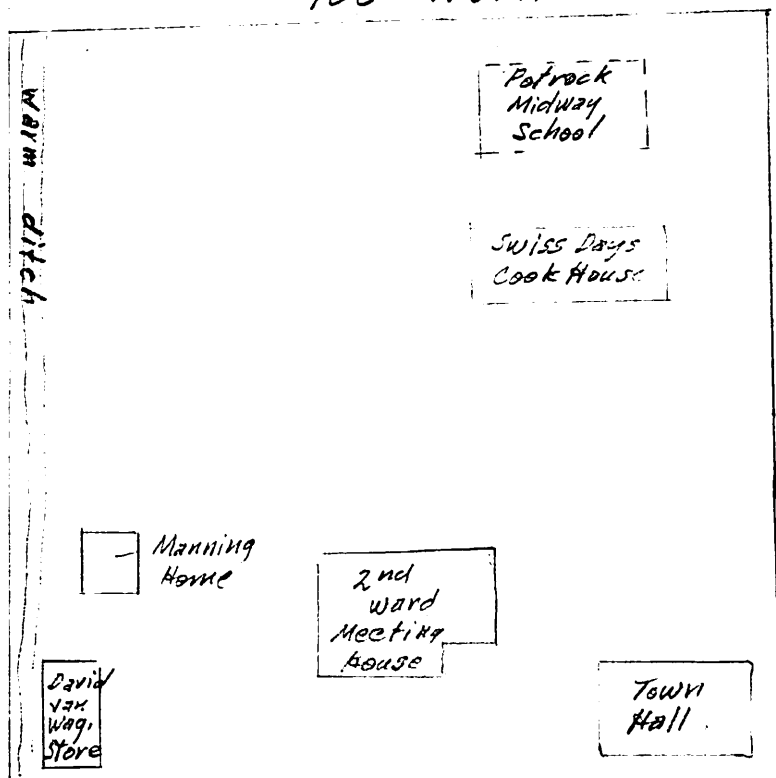 warm ditch
Potrock
Midway
School
Swiss Days
Cook House
Manning
Home
2nd
ward
Meeting
house
David
van
Wag.
Store
Town
Hall